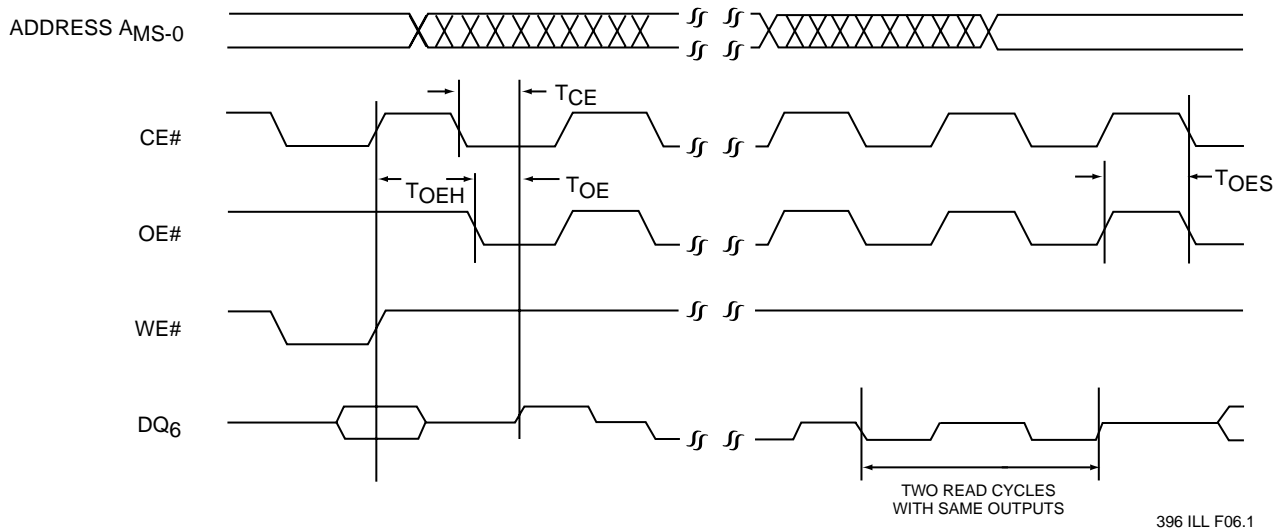 ADDRESS AMS-0
TCE
CE#
TOEH
TOE
TOES
OE#
WE#
DQ6
TWO READ CYCLES
WITH SAME OUTPUTS
396 ILL F06.1